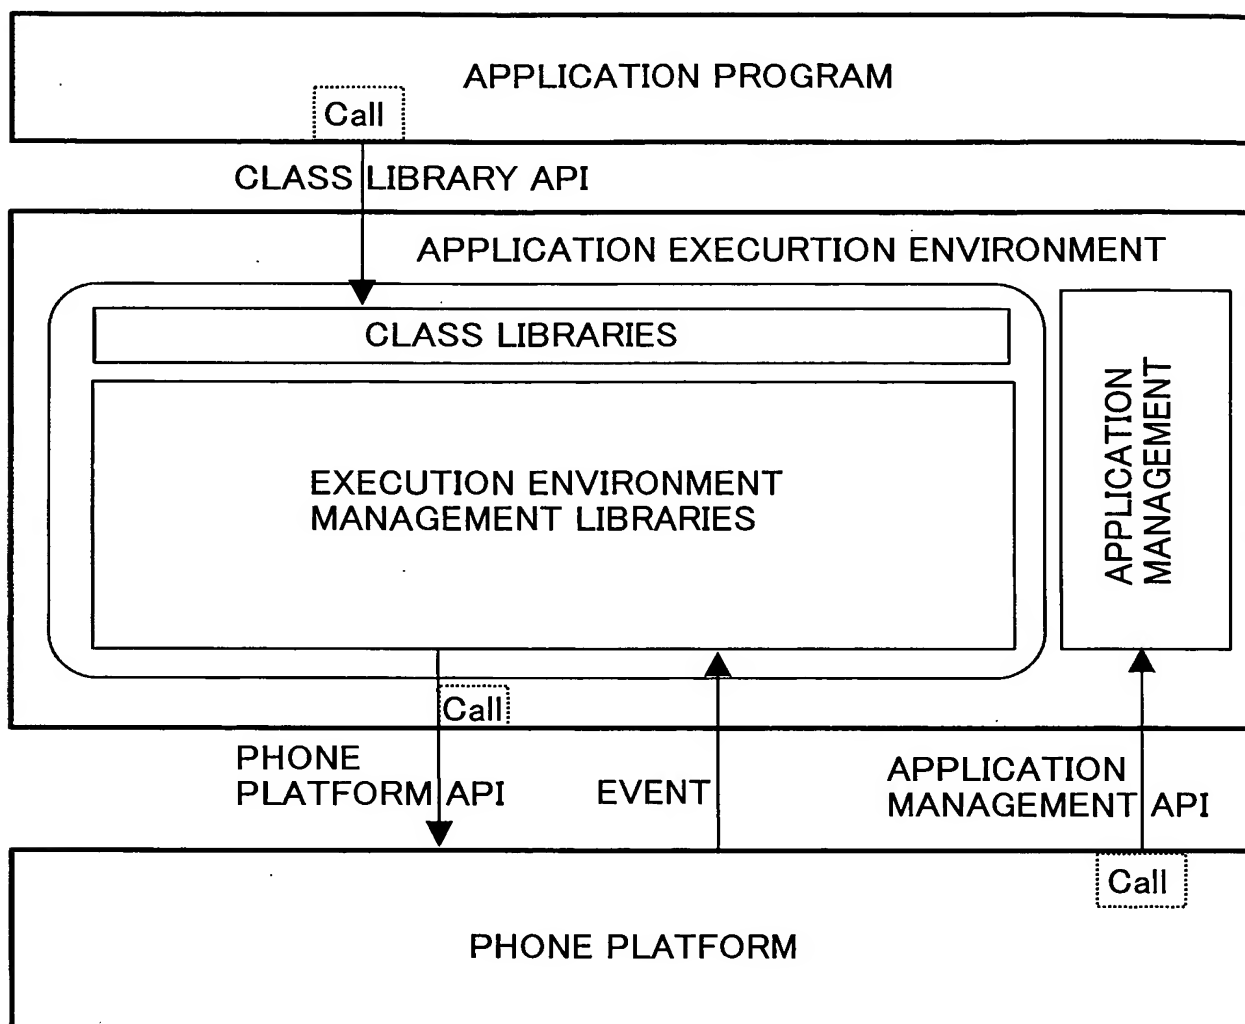 APPLICATION PROGRAM
Call
CLASS LIBRARY API
APPLICATION EXECURTION ENVIRONMENT
CLASS LIBRARIES
EXECUTION ENVIRONMENT
MANAGEMENT LIBRARIES
APPLICATION
MANAGEMENT
Call
PHONE
PLATFORM API
EVENT
APPLICATION
MANAGEMENT API
Call
PHONE PLATFORM